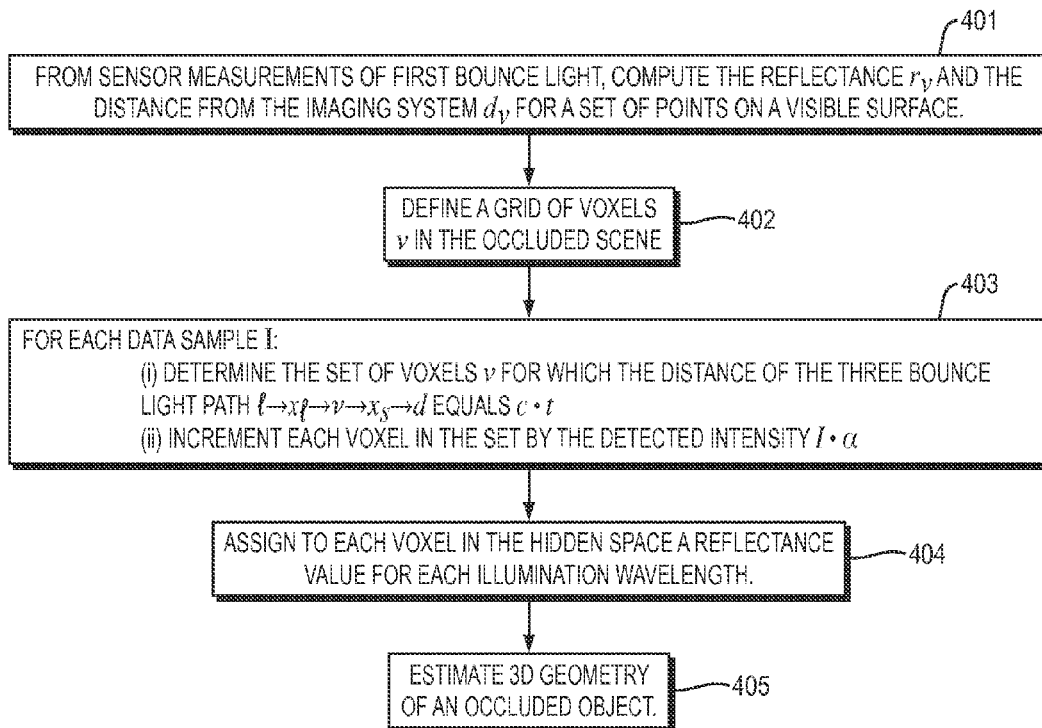 401
FROM SENSOR MEASUREMENTS OF FIRST BOUNCE LIGHT, COMPUTE THE REFLECTANCE rν AND THE
DISTANCE FROM THE IMAGING SYSTEM dν FOR A SET OF POINTS ON A VISIBLE SURFACE.
DEFINE A GRID OF VOXELS
ν IN THE OCCLUDED SCENE
402
403
FOR EACH DATA SAMPLE I:
(i) DETERMINE THE SET OF VOXELS ν FOR WHICH THE DISTANCE OF THE THREE BOUNCE
LIGHT PATH ℓ→xℓ→ν→xs→d EQUALS c • t
(ii) INCREMENT EACH VOXEL IN THE SET BY THE DETECTED INTENSITY I • α
ASSIGN TO EACH VOXEL IN THE HIDDEN SPACE A REFLECTANCE
VALUE FOR EACH ILLUMINATION WAVELENGTH.
404
ESTIMATE 3D GEOMETRY
OF AN OCCLUDED OBJECT.
405